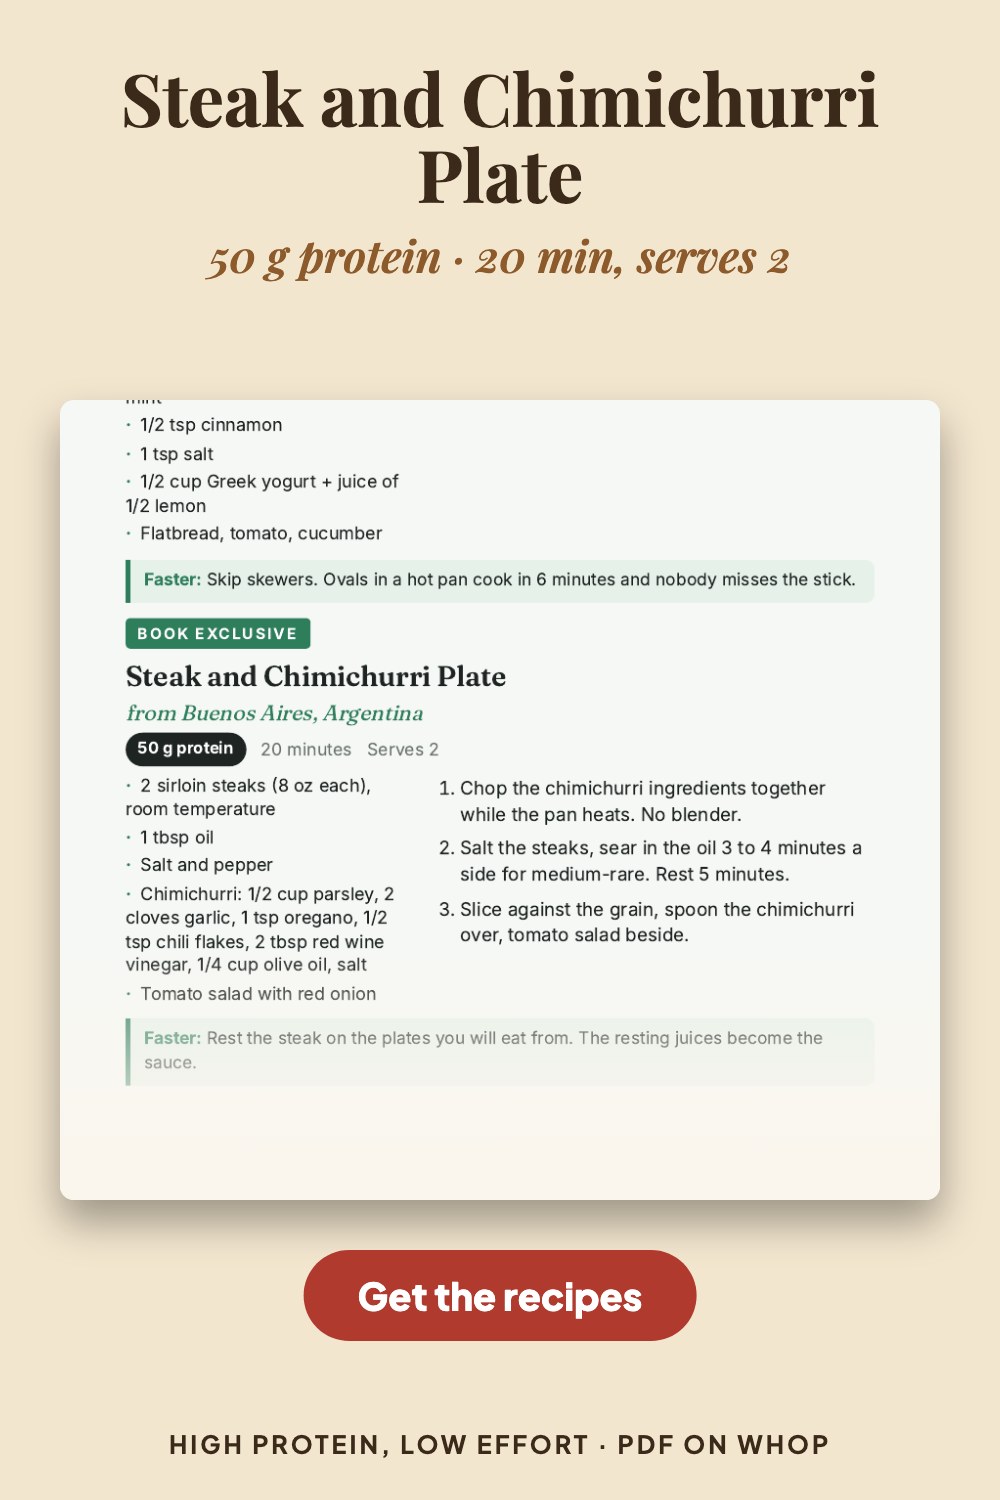 Steak and Chimichurri
Plate
50 g protein · 20 min, serves 2
mint
· 1/2 tsp cinnamon
· 1 tsp salt
· 1/2 cup Greek yogurt + juice of
1/2 lemon
· Flatbread, tomato, cucumber
Faster: Skip skewers. Ovals in a hot pan cook in 6 minutes and nobody misses the stick.
BOOK EXCLUSIVE
Steak and Chimichurri Plate
from Buenos Aires, Argentina
50 g protein 20 minutes Serves 2
· 2 sirloin steaks (8 oz each),
room temperature
· 1 tbsp oil
· Salt and pepper
· Chimichurri: 1/2 cup parsley, 2
cloves garlic, 1 tsp oregano, 1/2
tsp chili flakes, 2 tbsp red wine
vinegar, 1/4 cup olive oil, salt
· Tomato salad with red onion
1. Chop the chimichurri ingredients together
while the pan heats. No blender.
2. Salt the steaks, sear in the oil 3 to 4 minutes a
side for medium-rare. Rest 5 minutes.
3. Slice against the grain, spoon the chimichurri
over, tomato salad beside.
Faster: Rest the steak on the plates you will eat from. The resting juices become the
sauce.
Get the recipes
HIGH PROTEIN, LOW EFFORT · PDF ON WHOP